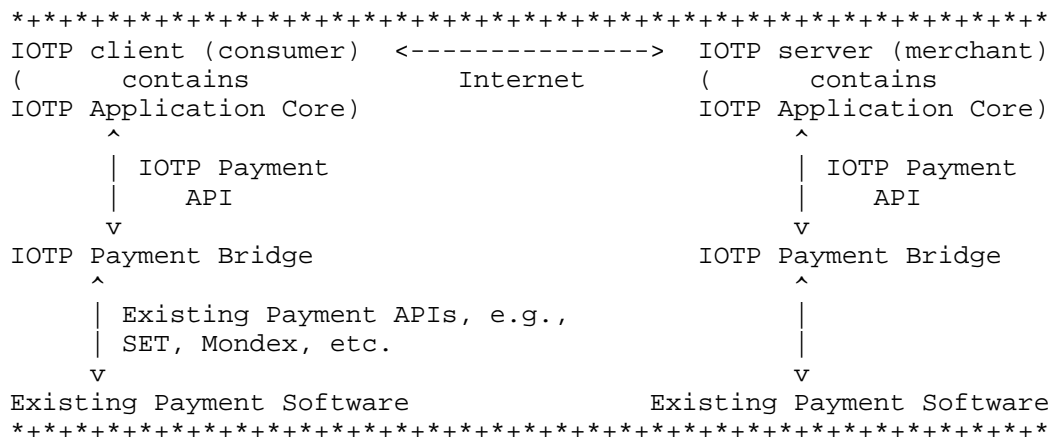 *+*+*+*+*+*+*+*+*+*+*+*+*+*+*+*+*+*+*+*+*+*+*+*+*+*+*+*+*+*+*+*+*
IOTP client (consumer)  <--------------->  IOTP server (merchant)
(      contains             Internet       (      contains
IOTP Application Core)                     IOTP Application Core)
      ^                                          ^
      | IOTP Payment                             | IOTP Payment
      |    API                                   |    API
      v                                          v
IOTP Payment Bridge                        IOTP Payment Bridge
     ^                                           ^
     | Existing Payment APIs, e.g.,              |
     | SET, Mondex, etc.                         |
     v                                           v
Existing Payment Software               Existing Payment Software
*+*+*+*+*+*+*+*+*+*+*+*+*+*+*+*+*+*+*+*+*+*+*+*+*+*+*+*+*+*+*+*+*